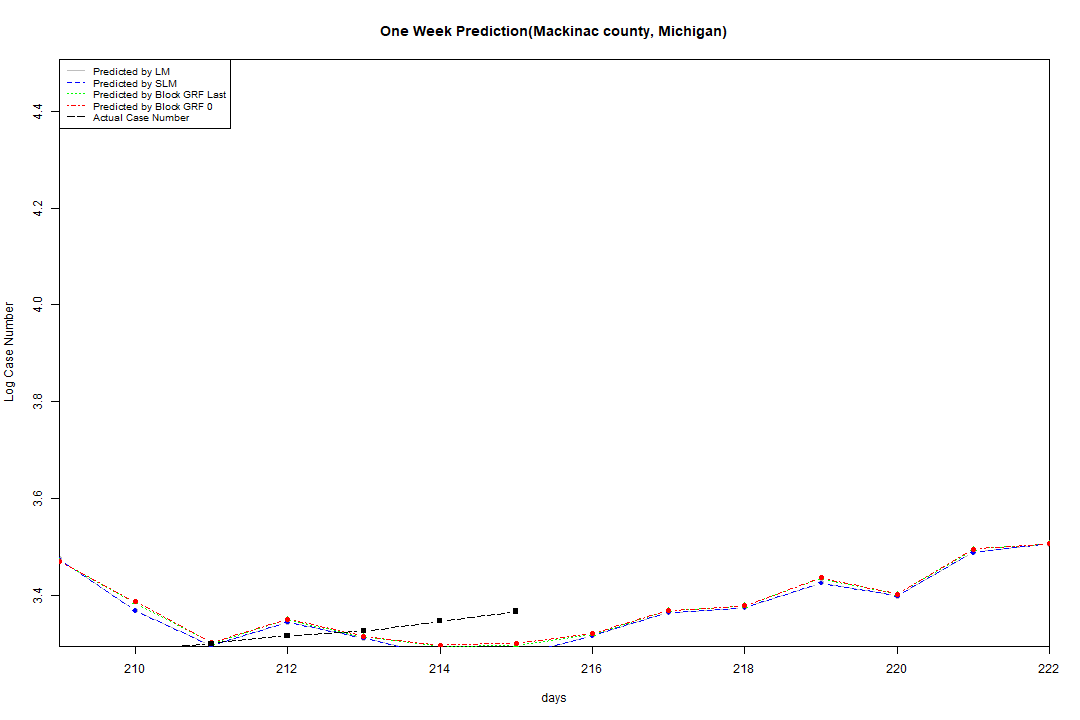 One Week Prediction(Mackinac county, Michigan)
Predicted by LM
Predicted by SLM
Predicted by Block GRF Last
Predicted by Block GRF 0
Actual Case Number
4.4
4.2
4.0
3.8
3.6
3.4
Log Case Number
210 212 214 216 218 220 222
days